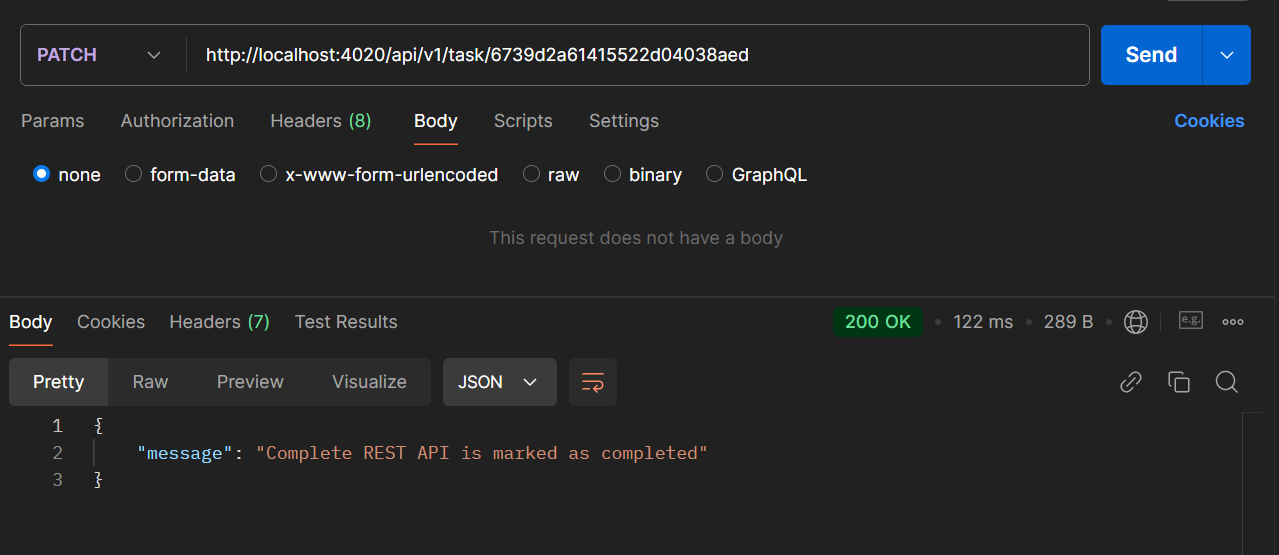 PATCH http://localhost:4020/api/v1/task/6739d2a61415522d04038aed Send
Params Authorization Headers (8) Body Scripts Settings Cookies
none form-data x-www-form-urlencoded raw binary GraphQL
This request does not have a body
Body Cookies Headers (7) Test Results 200 OK 122 ms 289 B e.g.
Pretty Raw Preview Visualize JSON
1 {
2 "message": "Complete REST API is marked as completed"
3 }